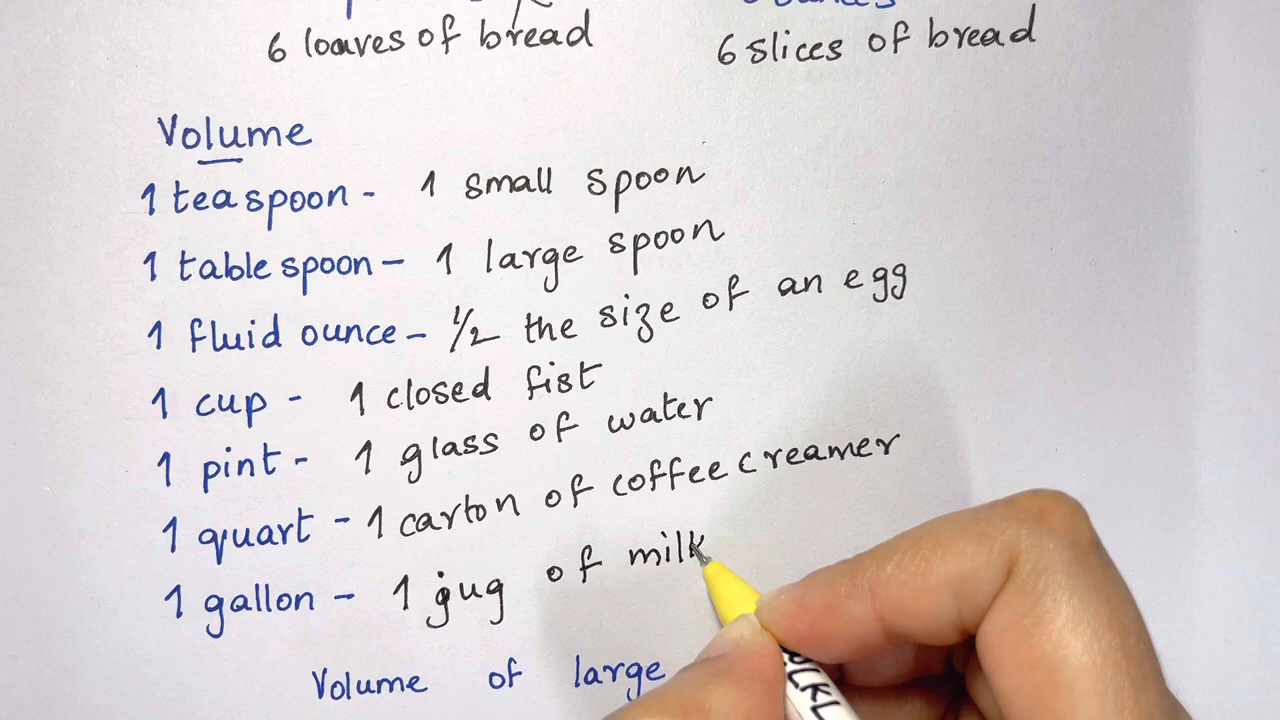 6 loaves of bread
6 slices of bread
Volume
1 teaspoon - 1 small spoon
1 tablespoon - 1 large spoon
1 fluid ounce - 1/2 the size of an egg
1 cup - 1 closed fist
1 pint - 1 glass of water
1 quart - 1 carton of coffee creamer
1 gallon - 1 jug of milk
Volume of large